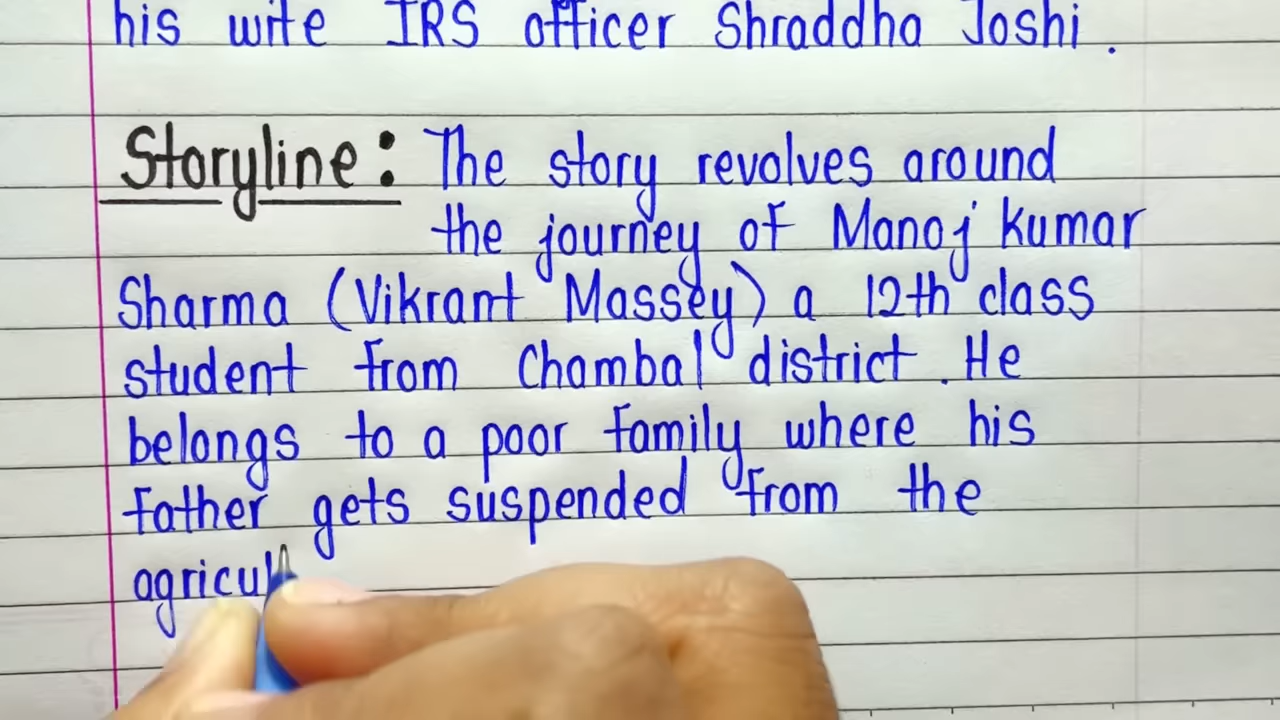 his wife IRS officer Shraddha Joshi.
Storyline: The story revolves around
the journey of Manoj Kumar
Sharma (Vikrant Massey) a 12th class
student from Chambal district. He
belongs to a poor family where his
father gets suspended from the